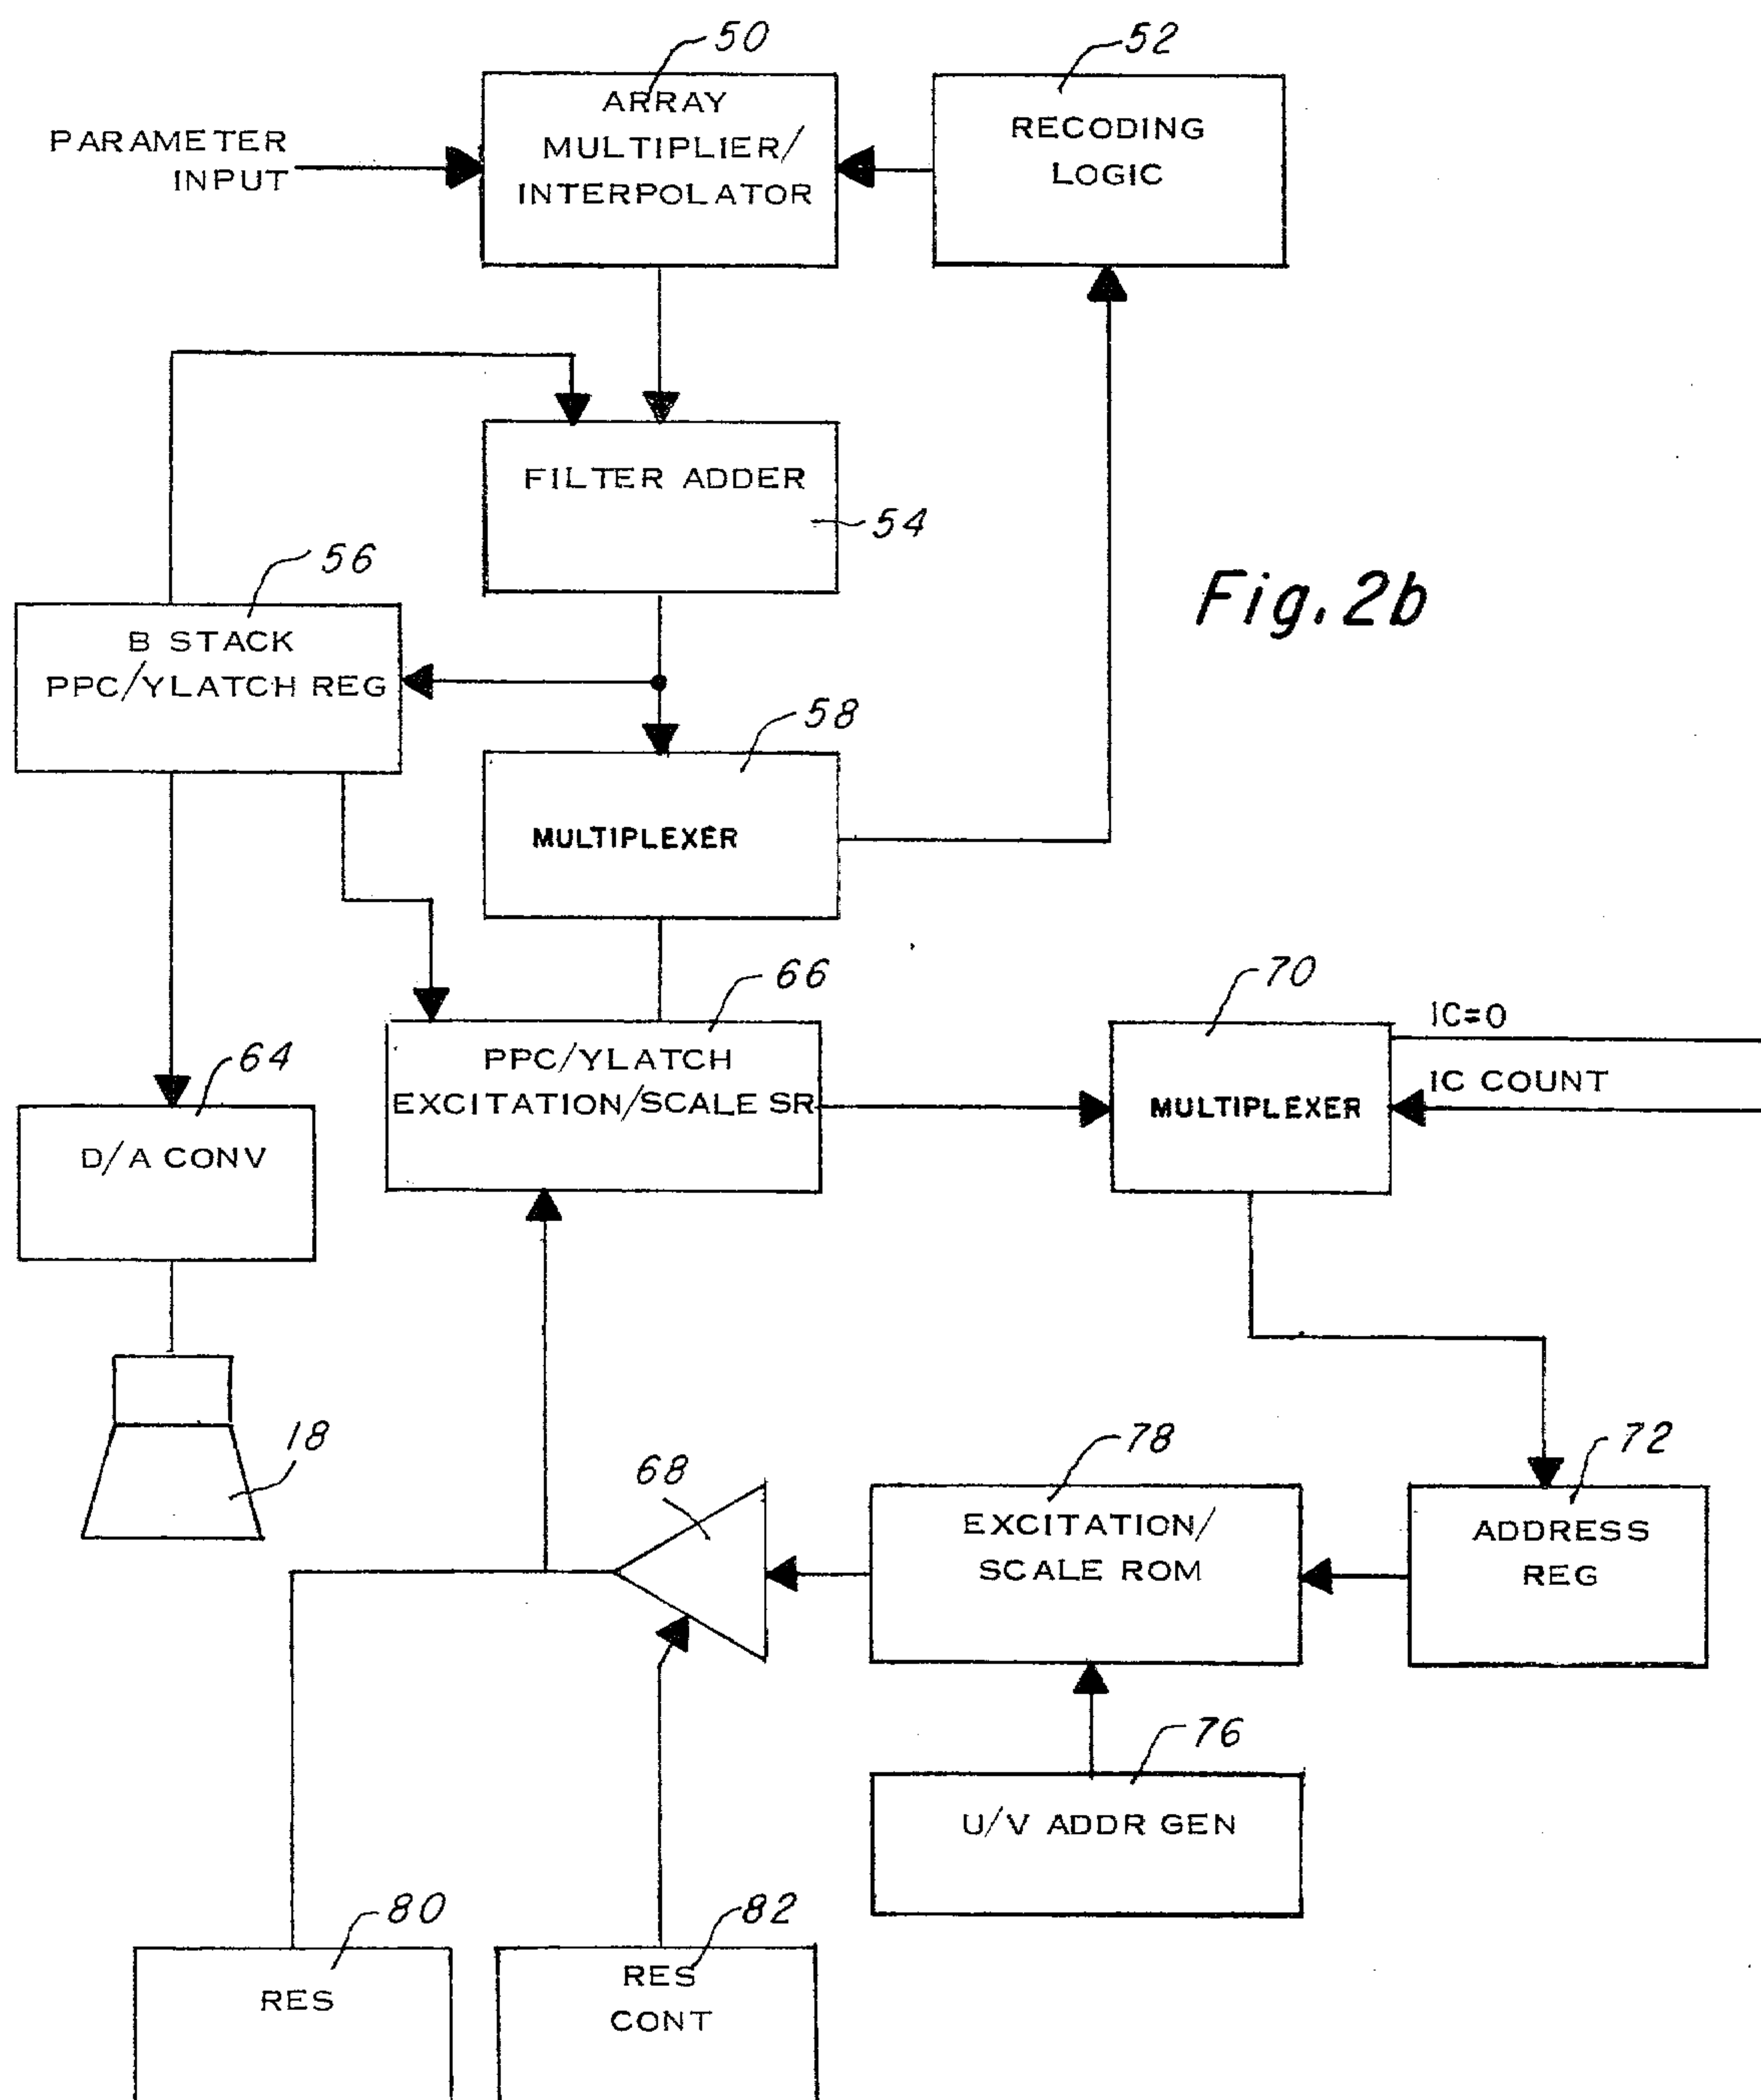 50
52
ARRAY
MULTIPLIER/
INTERPOLATOR
RECODING
LOGIC
PARAMETER
INPUT
FILTER ADDER
54
56
B STACK
PPC/YLATCH REG
Fig. 2b
58
MULTIPLEXER
66
PPC/YLATCH
EXCITATION/SCALE SR
70
MULTIPLEXER
IC=0
IC COUNT
64
D/A CONV
18
68
78
EXCITATION/
SCALE ROM
72
ADDRESS
REG
76
U/V ADDR GEN
80
RES
82
RES
CONT